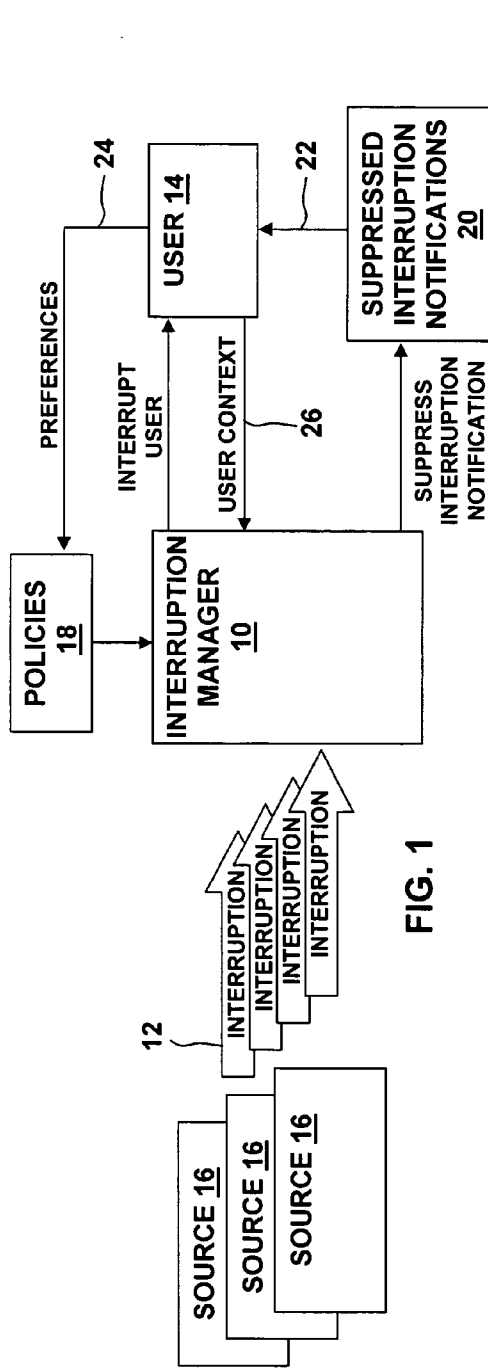 SOURCE 16
SOURCE 16
SOURCE 16
12
INTERRUPTION
INTERRUPTION
INTERRUPTION
INTERRUPTION
POLICIES
18
INTERRUPTION
MANAGER
10
PREFERENCES
24
INTERRUPT
USER
USER CONTEXT
26
USER 14
22
SUPPRESS
INTERRUPTION
NOTIFICATION
SUPPRESSED
INTERRUPTION
NOTIFICATIONS
20
FIG. 1